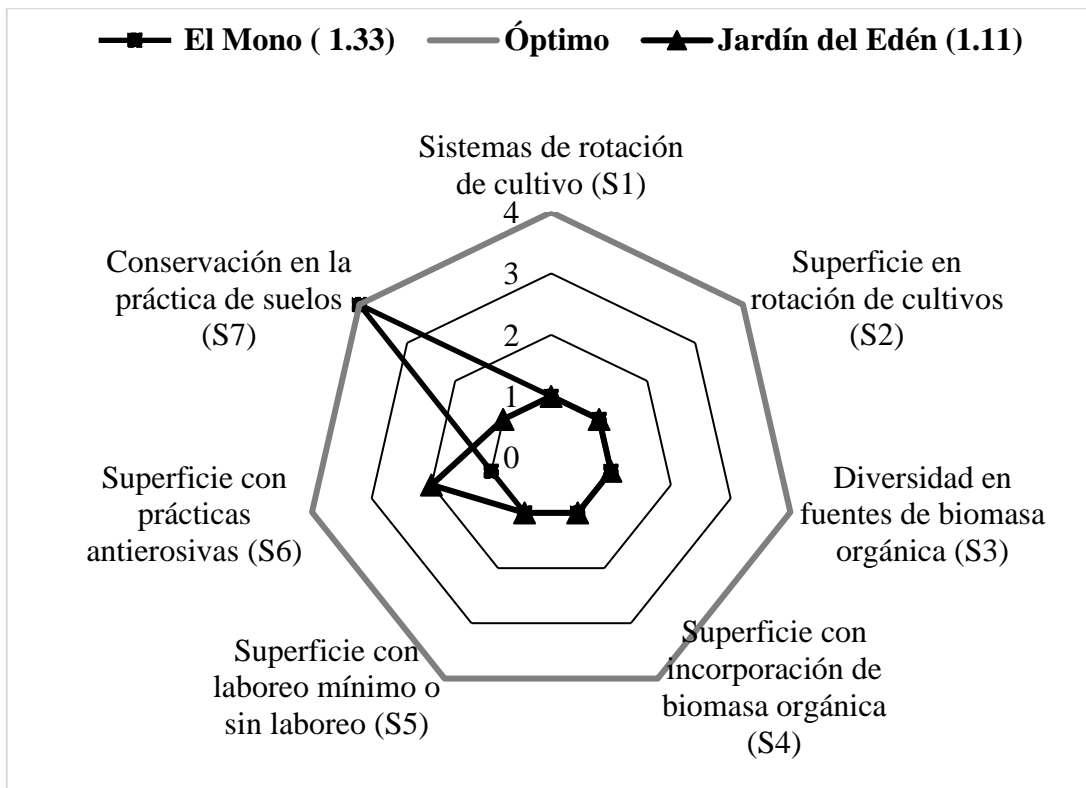 El Mono ( 1.33) Óptimo Jardín del Edén (1.11)
Sistemas de rotación
de cultivo (S1)
4
3
2
1
0
Superficie en
rotación de cultivos
(S2)
Diversidad en
fuentes de biomasa
orgánica (S3)
Superficie con
incorporación de
biomasa orgánica
(S4)
Superficie con
laboreo mínimo o
sin laboreo (S5)
Superficie con
prácticas
antierosivas (S6)
Conservación en la
práctica de suelos
(S7)